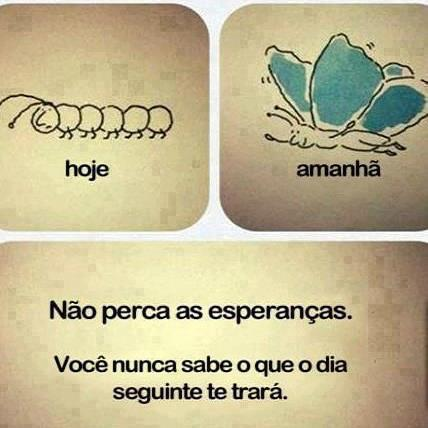 hoje
amanhã
Não perca as esperanças.
Você nunca sabe o que o dia
seguinte te trará.